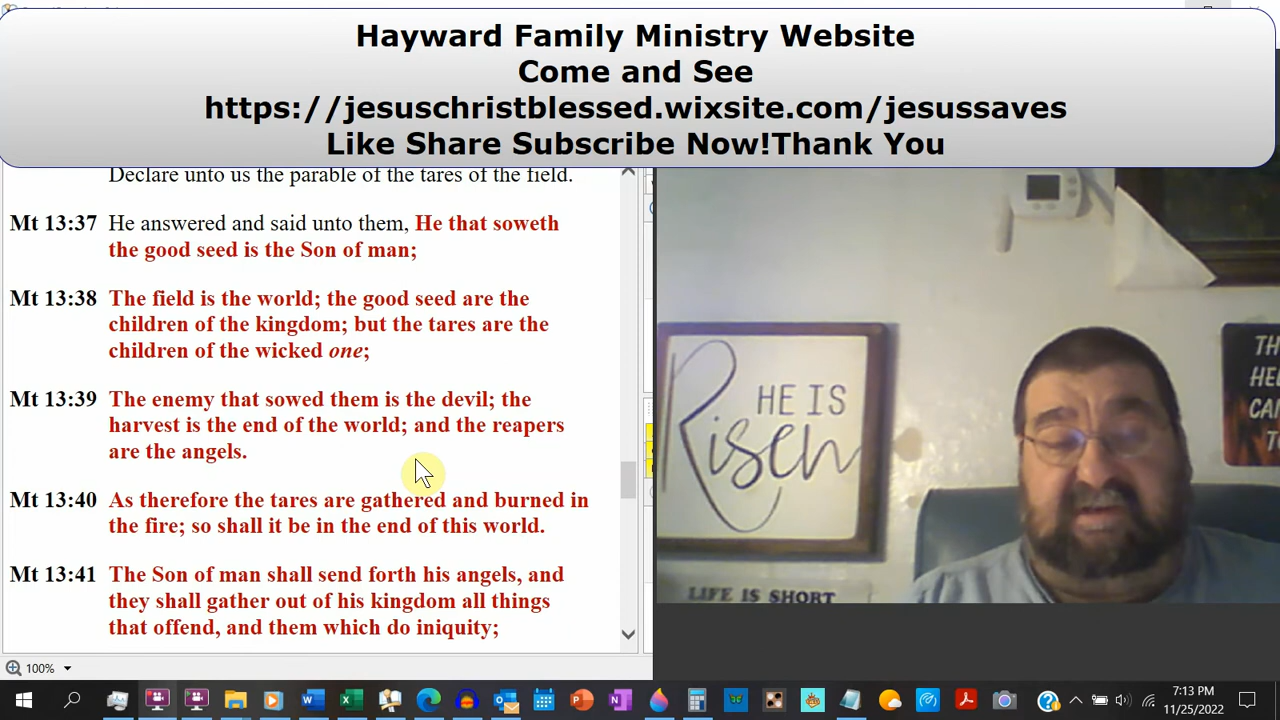 Hayward Family Ministry Website
Come and See
https://jesuschristblessed.wixsite.com/jesussaves
Like Share Subscribe Now!Thank You
Declare unto us the parable of the tares of the field.
Mt 13:37 He answered and said unto them, He that soweth
the good seed is the Son of man;
Mt 13:38 The field is the world; the good seed are the
children of the kingdom; but the tares are the
children of the wicked one;
Mt 13:39 The enemy that sowed them is the devil; the
harvest is the end of the world; and the reapers
are the angels.
Mt 13:40 As therefore the tares are gathered and burned in
the fire; so shall it be in the end of this world.
Mt 13:41 The Son of man shall send forth his angels, and
they shall gather out of his kingdom all things
that offend, and them which do iniquity;
HE IS
Risen
LIFE IS SHORT
100%
7:13 PM
11/25/2022